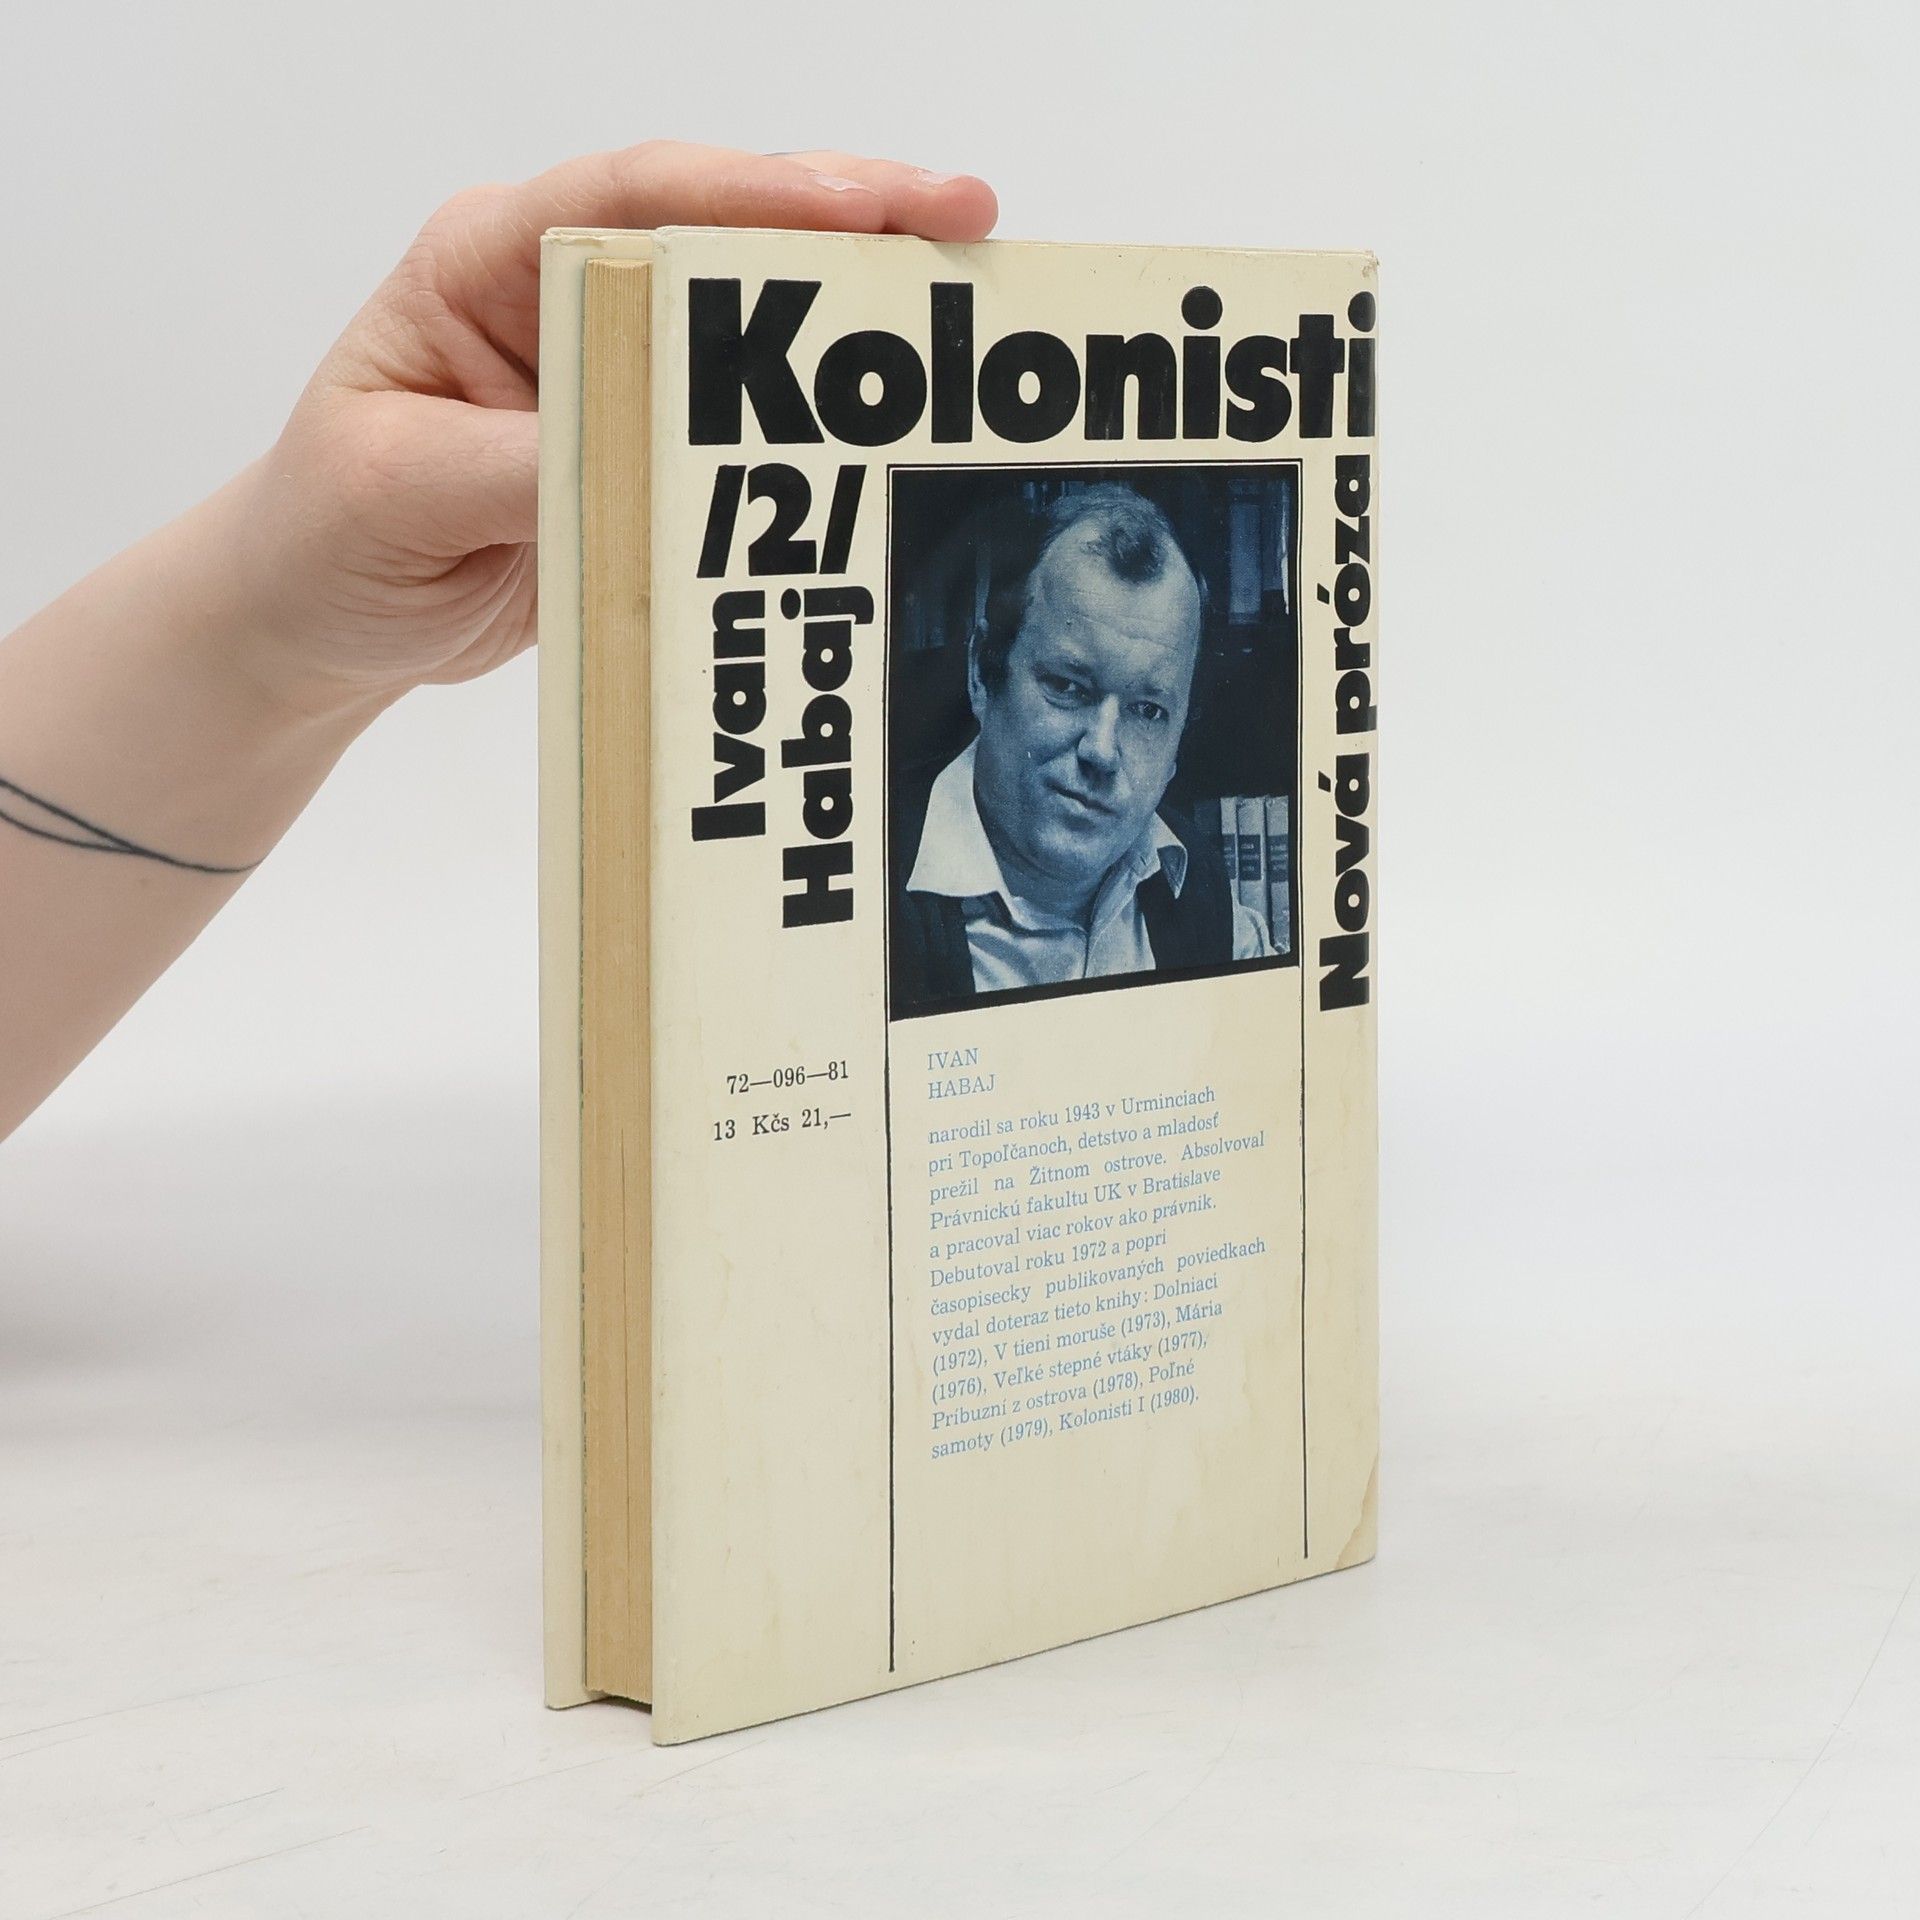 Kolonisti
/2/
Ivan
Habaj
Nová próza
72—096—81
13 Kčs 21,—
IVAN
HABAJ
narodil sa roku 1943 v Urminciach
pri Topoľčanoch, detstvo a mladosť
prežil na Žitnom ostrove. Absolvoval
Právnickú fakultu UK v Bratislave
a pracoval viac rokov ako právnik.
Debutoval roku 1972 a popri
časopisecky publikovaných poviedkach
vydal doteraz tieto knihy: Dolniaci
(1972), V tieni moruše (1973), Mária
(1976), Veľké stepné vtáky (1977),
Príbuzní z ostrova (1978), Poľné
samoty (1979), Kolonisti I (1980).